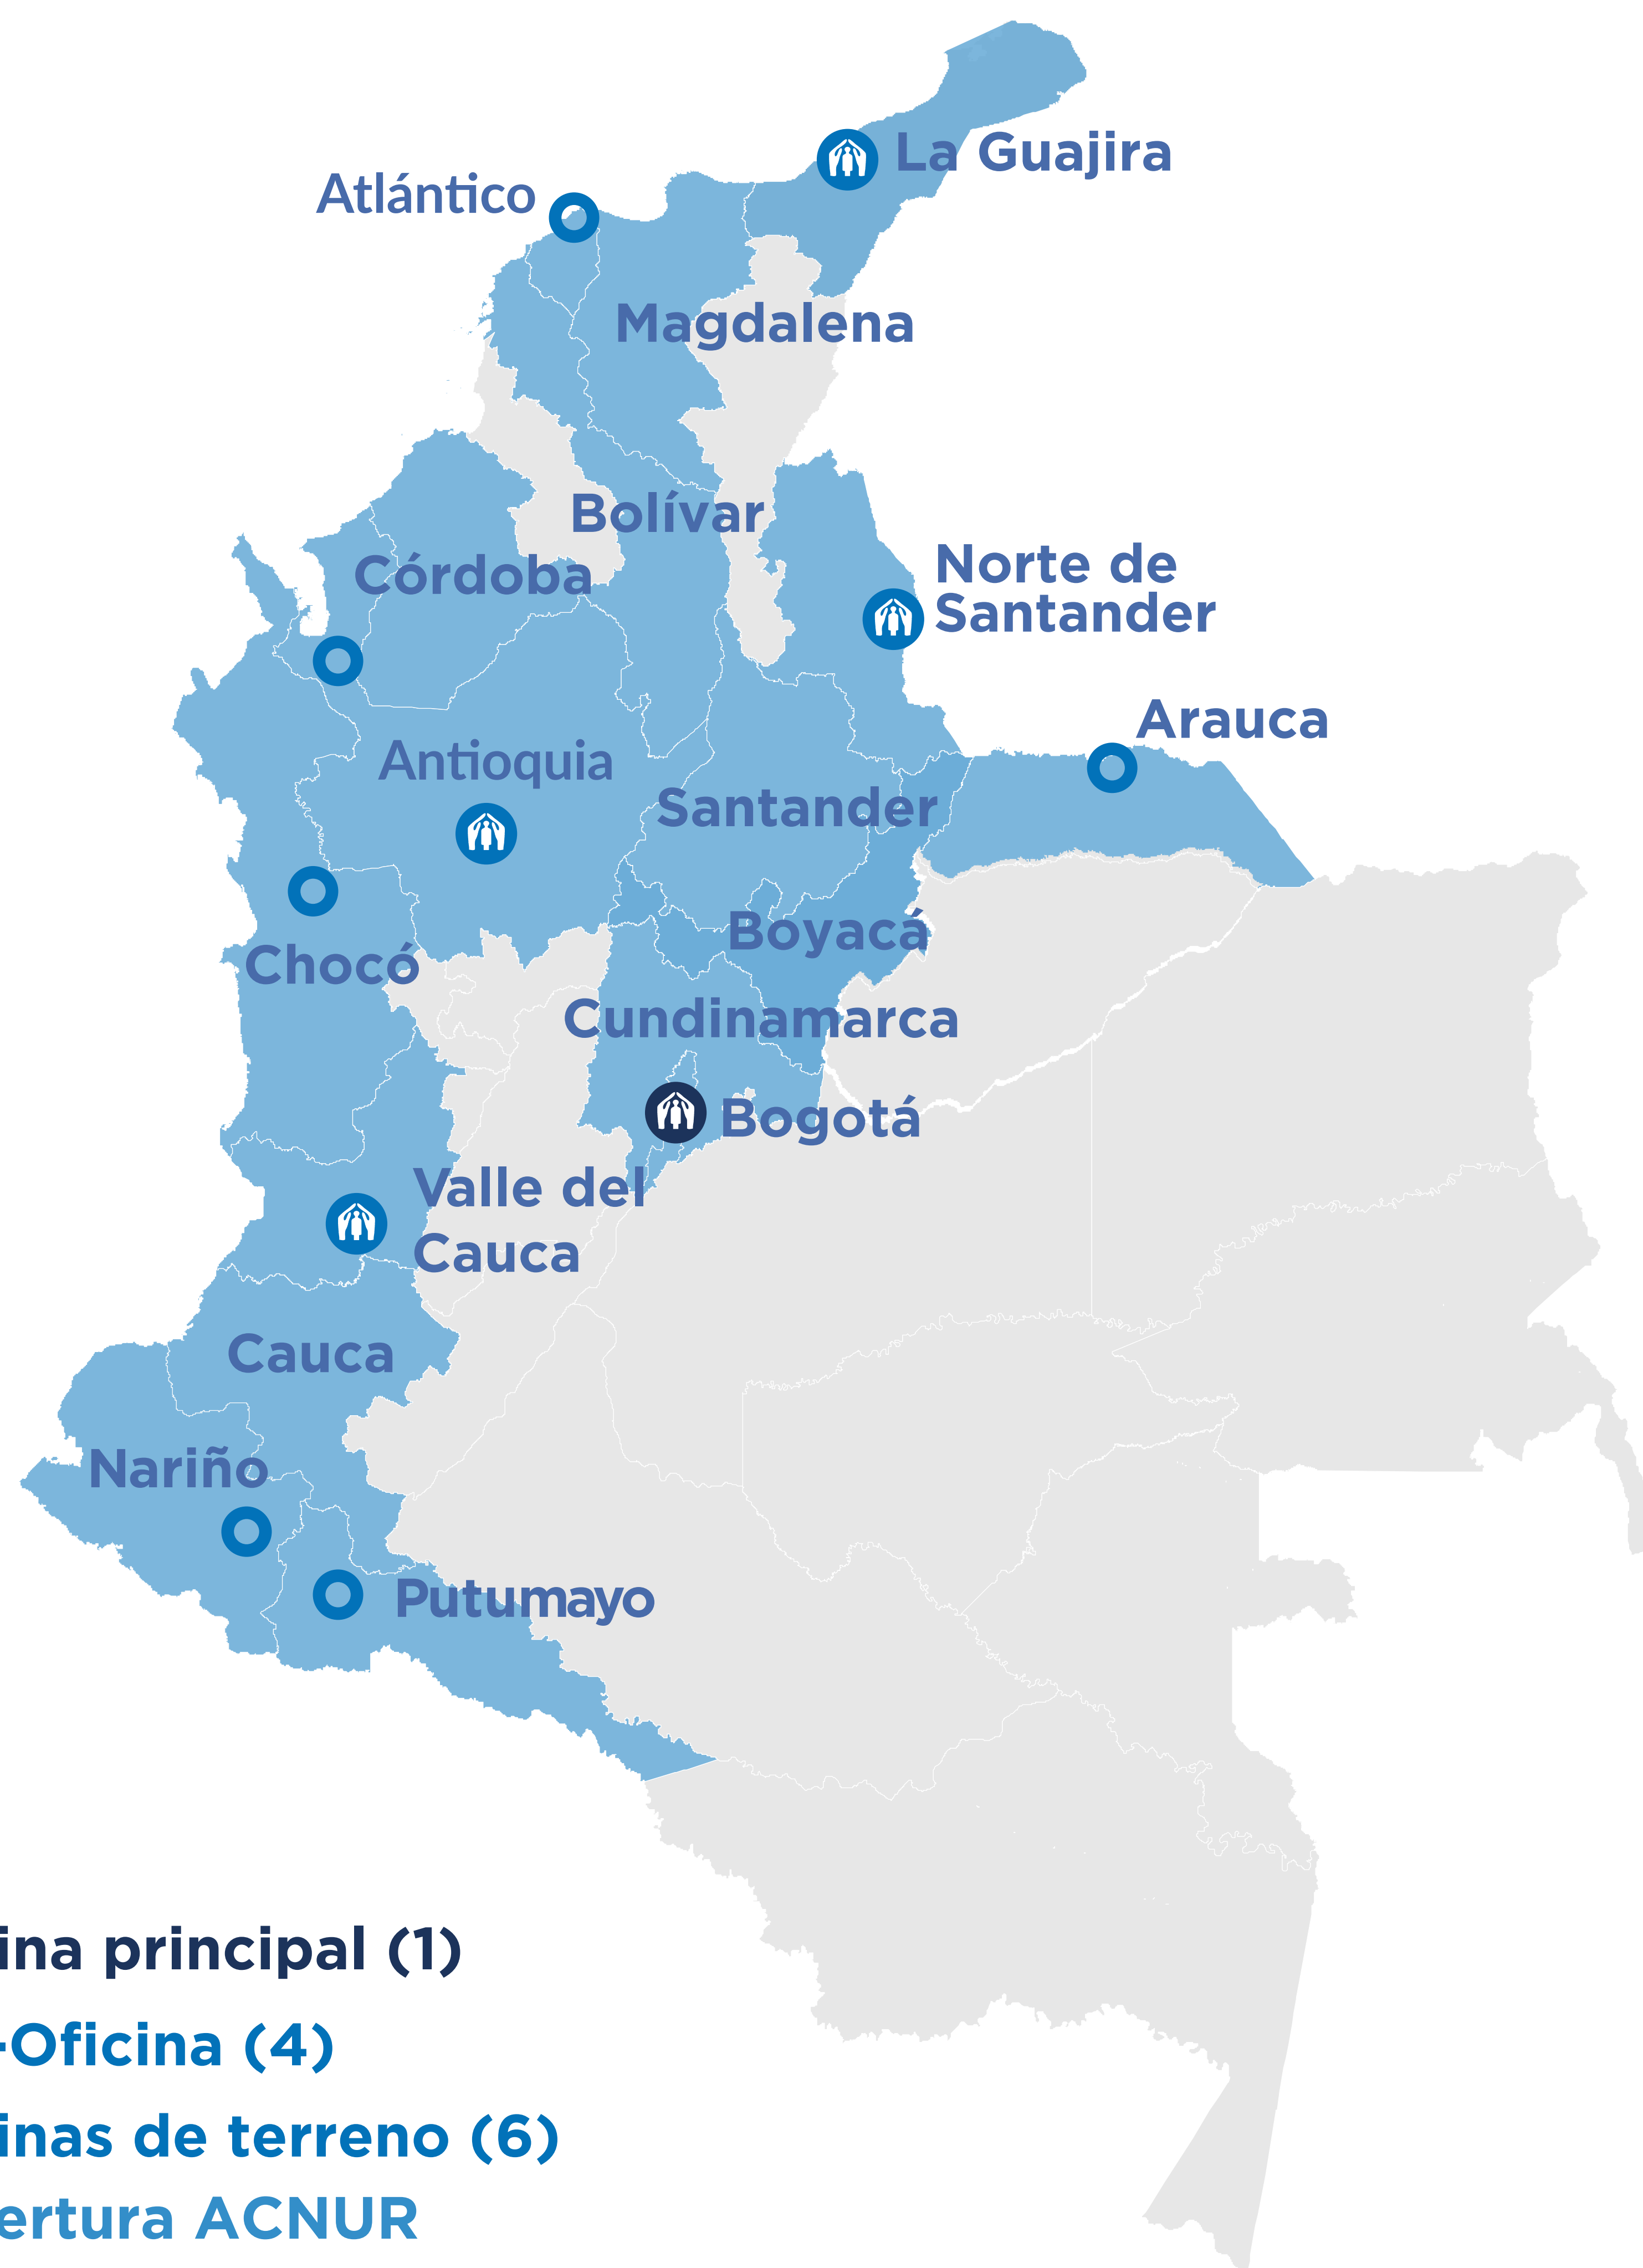 La Guajira
Atlántico
Magdalena
Bolívar
Norte de
Santander
Córdoba
Arauca
Antioquia
Santander
Boyacá
Chocó
Cundinamarca
Bogotá
Valle del
Cauca
Cauca
Nariño
Putumayo
ina principal (1)
-Oficina (4)
inas de terreno (6)
ertura ACNUR